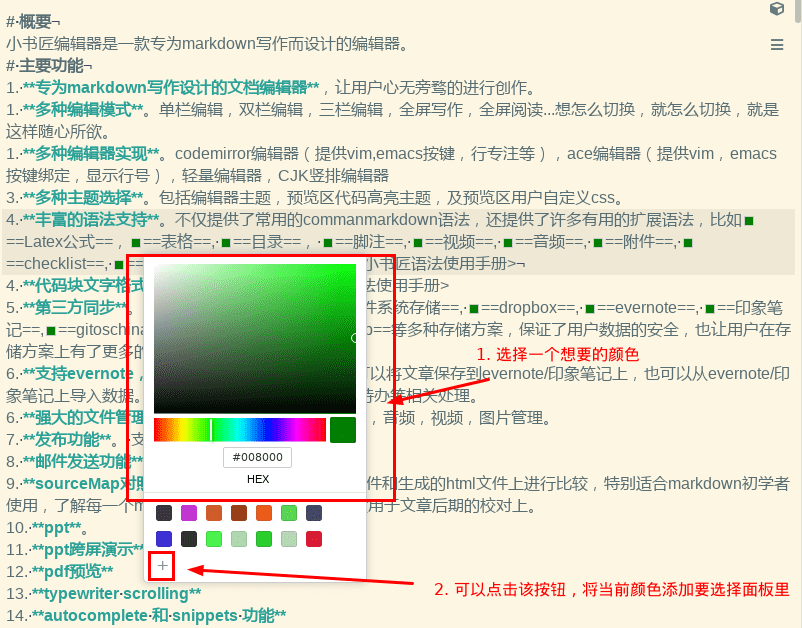 #·概要¬
小书匠编辑器是一款专为markdown写作而设计的编辑器。
#·主要功能¬
1.·**专为markdown写作设计的文档编辑器**，让用户心无旁骛的进行创作。
1.·**多种编辑模式**。单栏编辑，双栏编辑，三栏编辑，全屏写作，全屏阅读...想怎么切换，就怎么切换，就是
这样随心所欲。
1.·**多种编辑器实现**。codemirror编辑器（提供vim,emacs按键，行专注等），ace编辑器（提供vim，emacs
按键绑定，显示行号），轻量编辑器，CJK竖排编辑器
3.·**多种主题选择**。包括编辑器主题，预览区代码高亮主题，及预览区用户自定义css。
4.·**丰富的语法支持**。不仅提供了常用的commanmarkdown语法，还提供了许多有用的扩展语法，比如■
==Latex公式==，■==表格==,·■==目录==，·■==脚注==,·■==视频==,·■==音频==,·■==附件==,·■
==checklist==,·■== 小书匠语法使用手册>¬
4.·**代码块文字格式 法使用手册>
5.·**第三方同步**。 件系统存储==,·■==dropbox==,·■==evernote==,·■==印象笔
记==,■==gitoschina ==等多种存储方案，保证了用户数据的安全，也让用户在存
储方案上有了更多的
1. 选择一个想要的颜色
6.·**支持evernote， 可以将文章保存到evernote/印象笔记上，也可以从evernote/印
象笔记上导入数据。 待办等相关处理。
6.·**强大的文件管理 ，音频，视频，图片管理。
7.·**发布功能**。·支
#008000
8.·**邮件发送功能**
HEX
9.·**sourceMap对照 件和生成的html文件上进行比较，特别适合markdown初学者
使用，了解每一个m 用于文章后期的校对上。
10.·**ppt**。
11.·**ppt跨屏演示**
12.·**pdf预览**
+
2. 可以点击该按钮，将当前颜色添加要选择面板里
13.·**typewriter·scrolling**
14.·**autocomplete·和·snippets·功能**